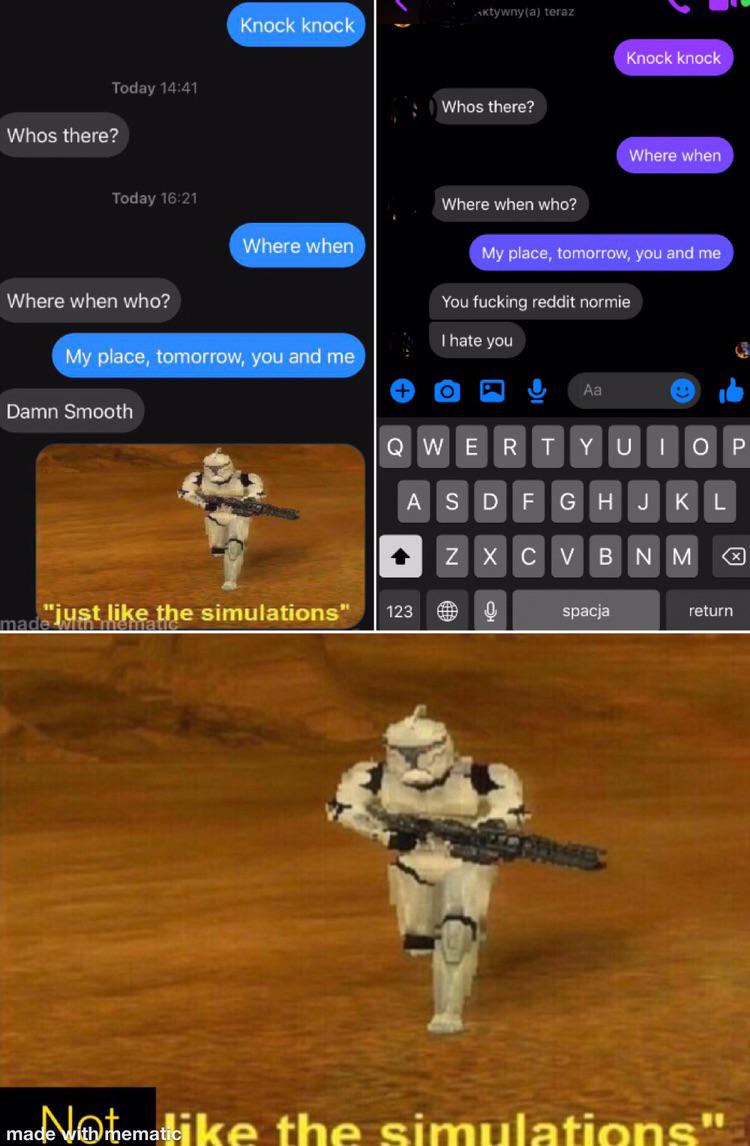 Knock knock
Today 14:41
Whos there?
Today 16:21
Where when
Where when who?
My place, tomorrow, you and me
Damn Smooth
"just like the simulations"
made with mematic
ktywny(a) teraz
Knock knock
Whos there?
Where when
Where when who?
My place, tomorrow, you and me
You fucking reddit normie
I hate you
Aa
Q W E R T Y U I O P
A S D F G H J K L
Z X C V B N M
123 spacja return
Not like the simulations"
made with mematic